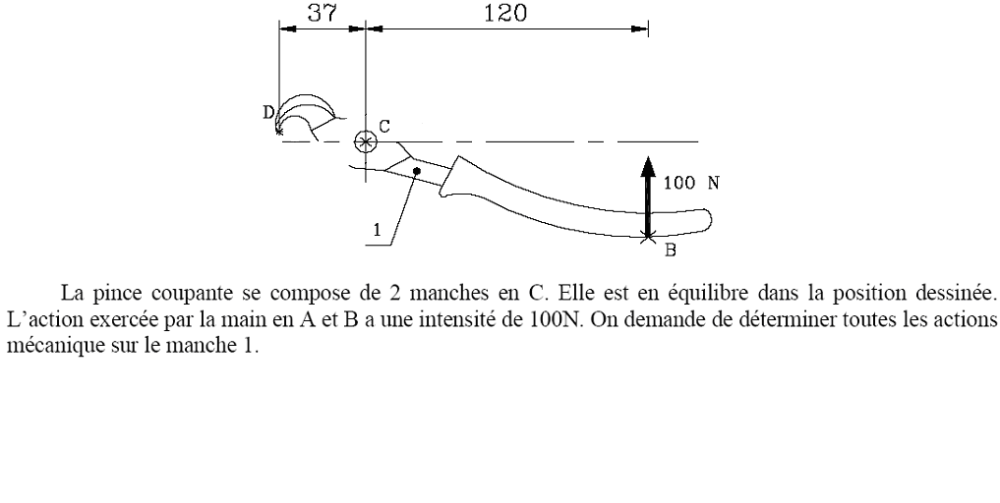 37 120
D
C
100 N
1
B
La pince coupante se compose de 2 manches en C. Elle est en équilibre dans la position dessinée.
L'action exercée par la main en A et B a une intensité de 100N. On demande de déterminer toutes les actions
mécanique sur le manche 1.